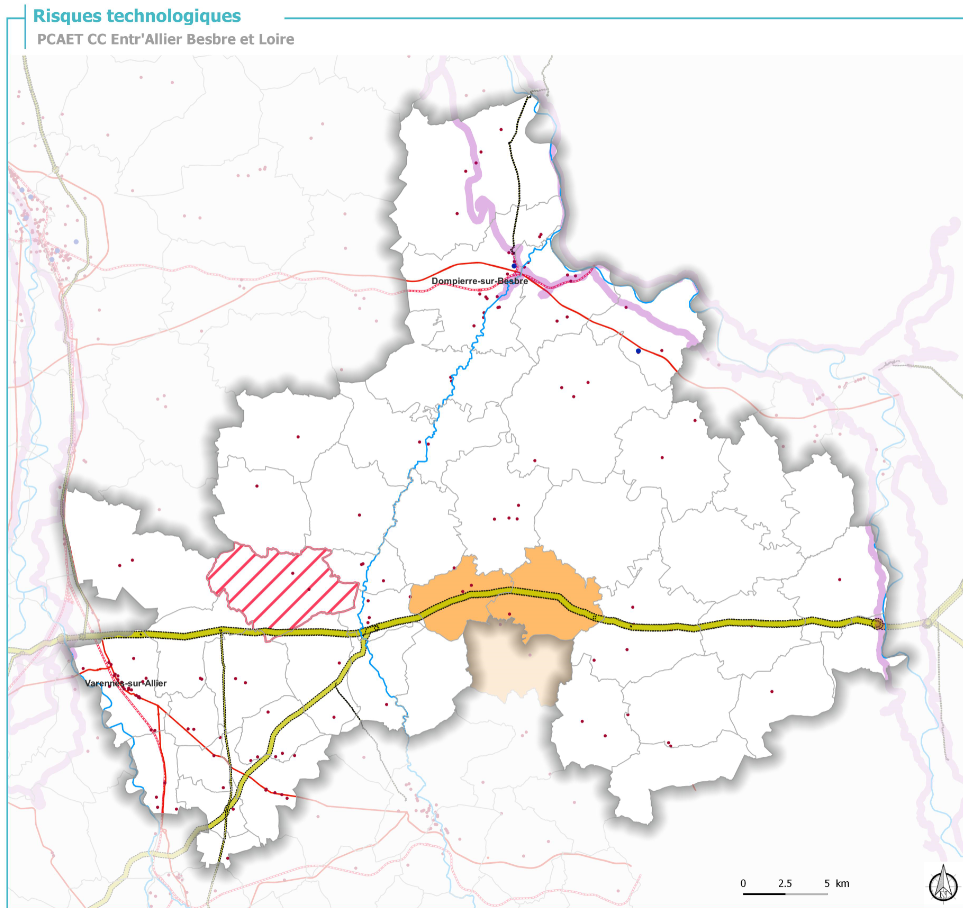 Risques technologiques
PCAET CC Entr'Allier Besbre et Loire
Dompierre-sur-Besbre
Varennes-sur-Allier
0 2.5 5 km